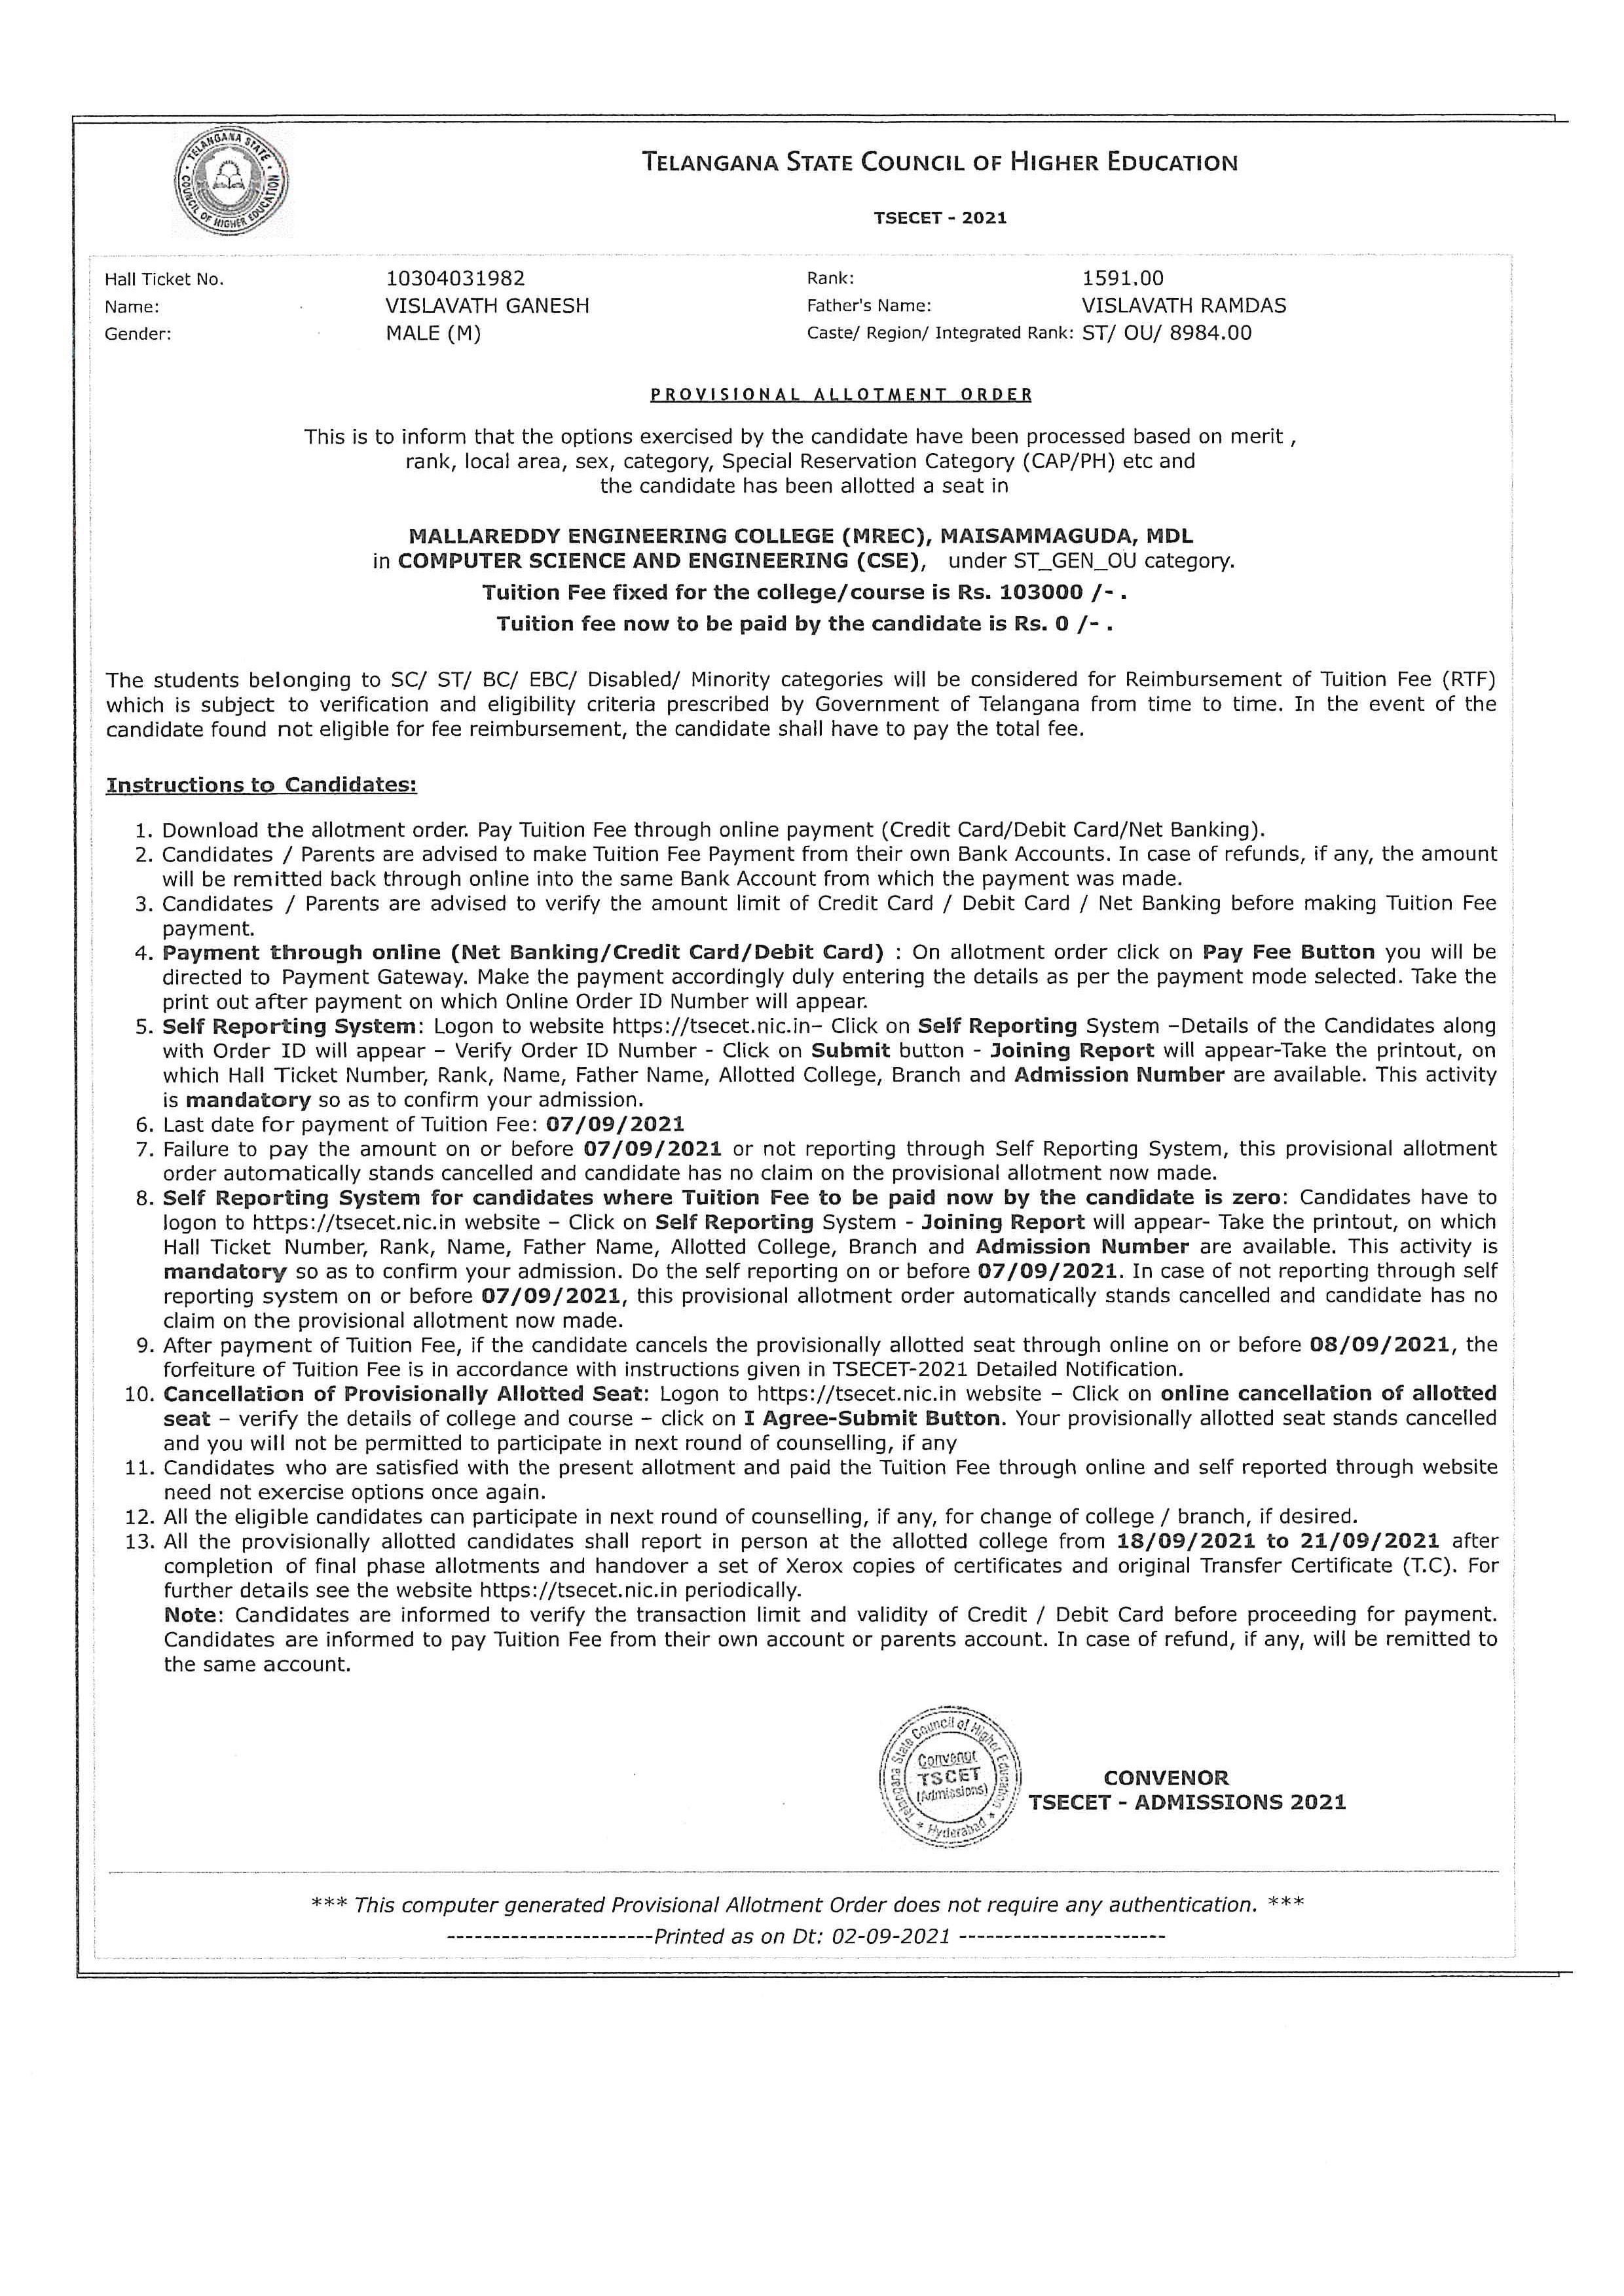 TELANGANA STATE COUNCIL OF HIGHER EDUCATION
TELANGANA STATE COUNCIL OF HIGHER EDUCATION
TSECET - 2021
Hall Ticket No. 10304031982 Rank: 1591.00
Name: VISLAVATH GANESH Father's Name: VISLAVATH RAMDAS
Gender: MALE (M) Caste/ Region/ Integrated Rank: ST/ OU/ 8984.00
PROVISIONAL ALLOTMENT ORDER
This is to inform that the options exercised by the candidate have been processed based on merit ,
rank, local area, sex, category, Special Reservation Category (CAP/PH) etc and
the candidate has been allotted a seat in
MALLAREDDY ENGINEERING COLLEGE (MREC), MAISAMMAGUDA, MDL
in COMPUTER SCIENCE AND ENGINEERING (CSE), under ST_GEN_OU category.
Tuition Fee fixed for the college/course is Rs. 103000 /- .
Tuition fee now to be paid by the candidate is Rs. 0 /- .
The students belonging to SC/ ST/ BC/ EBC/ Disabled/ Minority categories will be considered for Reimbursement of Tuition Fee (RTF)
which is subject to verification and eligibility criteria prescribed by Government of Telangana from time to time. In the event of the
candidate found not eligible for fee reimbursement, the candidate shall have to pay the total fee.
Instructions to Candidates:
1. Download the allotment order. Pay Tuition Fee through online payment (Credit Card/Debit Card/Net Banking).
2. Candidates / Parents are advised to make Tuition Fee Payment from their own Bank Accounts. In case of refunds, if any, the amount
will be remitted back through online into the same Bank Account from which the payment was made.
3. Candidates / Parents are advised to verify the amount limit of Credit Card / Debit Card / Net Banking before making Tuition Fee
payment.
4. Payment through online (Net Banking/Credit Card/Debit Card) : On allotment order click on Pay Fee Button you will be
directed to Payment Gateway. Make the payment accordingly duly entering the details as per the payment mode selected. Take the
print out after payment on which Online Order ID Number will appear.
5. Self Reporting System: Logon to website https://tsecet.nic.in– Click on Self Reporting System –Details of the Candidates along
with Order ID will appear – Verify Order ID Number - Click on Submit button - Joining Report will appear-Take the printout, on
which Hall Ticket Number, Rank, Name, Father Name, Allotted College, Branch and Admission Number are available. This activity
is mandatory so as to confirm your admission.
6. Last date for payment of Tuition Fee: 07/09/2021
7. Failure to pay the amount on or before 07/09/2021 or not reporting through Self Reporting System, this provisional allotment
order automatically stands cancelled and candidate has no claim on the provisional allotment now made.
8. Self Reporting System for candidates where Tuition Fee to be paid now by the candidate is zero: Candidates have to
logon to https://tsecet.nic.in website – Click on Self Reporting System - Joining Report will appear- Take the printout, on which
Hall Ticket Number, Rank, Name, Father Name, Allotted College, Branch and Admission Number are available. This activity is
mandatory so as to confirm your admission. Do the self reporting on or before 07/09/2021. In case of not reporting through self
reporting system on or before 07/09/2021, this provisional allotment order automatically stands cancelled and candidate has no
claim on the provisional allotment now made.
9. After payment of Tuition Fee, if the candidate cancels the provisionally allotted seat through online on or before 08/09/2021, the
forfeiture of Tuition Fee is in accordance with instructions given in TSECET-2021 Detailed Notification.
10. Cancellation of Provisionally Allotted Seat: Logon to https://tsecet.nic.in website – Click on online cancellation of allotted
seat – verify the details of college and course – click on I Agree-Submit Button. Your provisionally allotted seat stands cancelled
and you will not be permitted to participate in next round of counselling, if any
11. Candidates who are satisfied with the present allotment and paid the Tuition Fee through online and self reported through website
need not exercise options once again.
12. All the eligible candidates can participate in next round of counselling, if any, for change of college / branch, if desired.
13. All the provisionally allotted candidates shall report in person at the allotted college from 18/09/2021 to 21/09/2021 after
completion of final phase allotments and handover a set of Xerox copies of certificates and original Transfer Certificate (T.C). For
further details see the website https://tsecet.nic.in periodically.
Note: Candidates are informed to verify the transaction limit and validity of Credit / Debit Card before proceeding for payment.
Candidates are informed to pay Tuition Fee from their own account or parents account. In case of refund, if any, will be remitted to
the same account.
Telangana State Council of Higher Education * Hyderabad *
Convenor
TSCET
(Admissions)
CONVENOR
TSECET - ADMISSIONS 2021
*** This computer generated Provisional Allotment Order does not require any authentication. ***
-----------------------Printed as on Dt: 02-09-2021 -----------------------